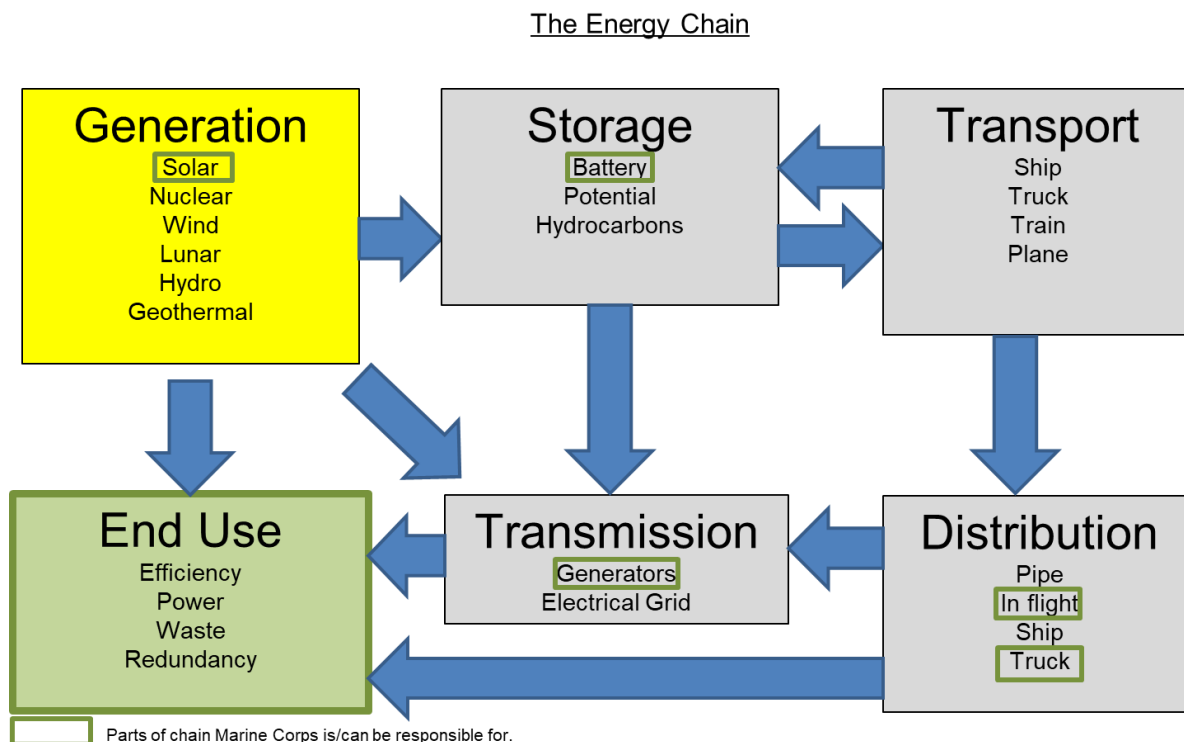 The Energy Chain
Generation
Solar
Nuclear
Wind
Lunar
Hydro
Geothermal
Storage
Battery
Potential
Hydrocarbons
Transport
Ship
Truck
Train
Plane
End Use
Efficiency
Power
Waste
Redundancy
Transmission
Generators
Electrical Grid
Distribution
Pipe
In flight
Ship
Truck
Parts of chain Marine Corps is/can be responsible for.